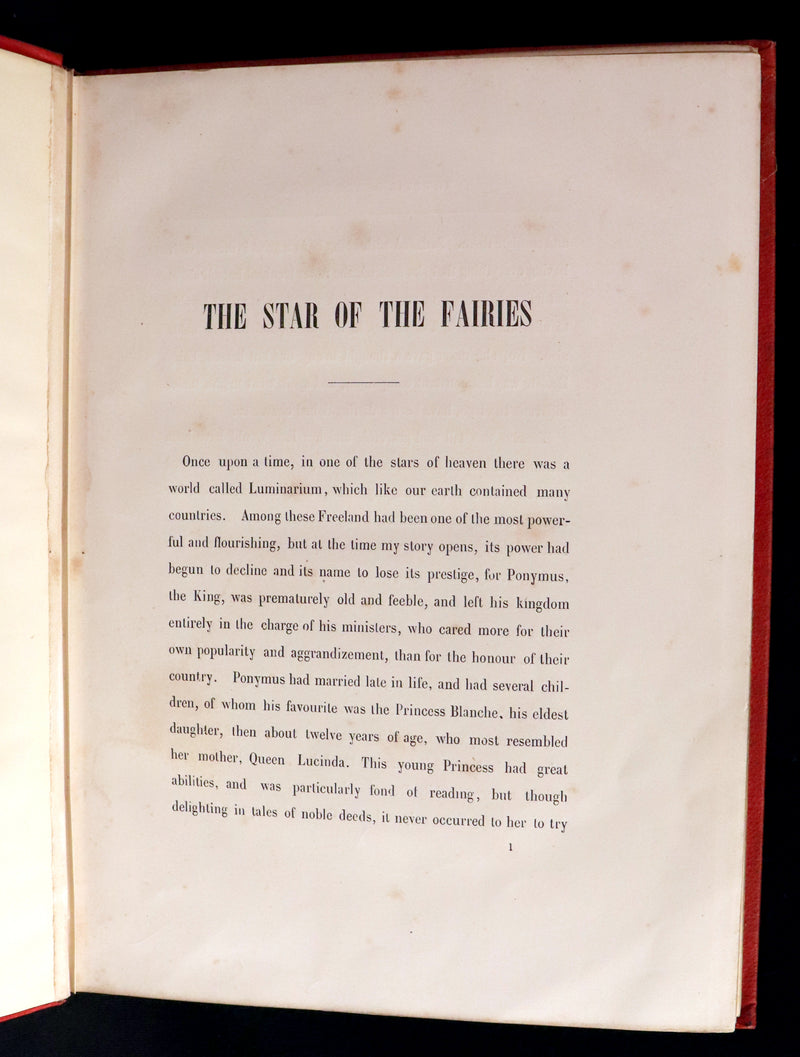 THE STAR OF THE FAIRIES
Once upon a time, in one of the stars of heaven there was a
world called Luminarium, which like our earth contained many
countries. Among these Freeland had been one of the most power-
ful and flourishing, but at the time my story opens, its power had
begun to decline and its name to lose its prestige, for Ponymus,
the King, was prematurely old and feeble, and left his kingdom
entirely in the charge of his ministers, who cared more for their
own popularity and aggrandizement, than for the honour of their
country. Ponymus had married late in life, and had several chil-
dren, of whom his favourite was the Princess Blanche, his eldest
daughter, then about twelve years of age, who most resembled
her mother, Queen Lucinda. This young Princess had great
abilities, and was particularly fond of reading, but though
delighting in tales of noble deeds, it never occurred to her to try
1